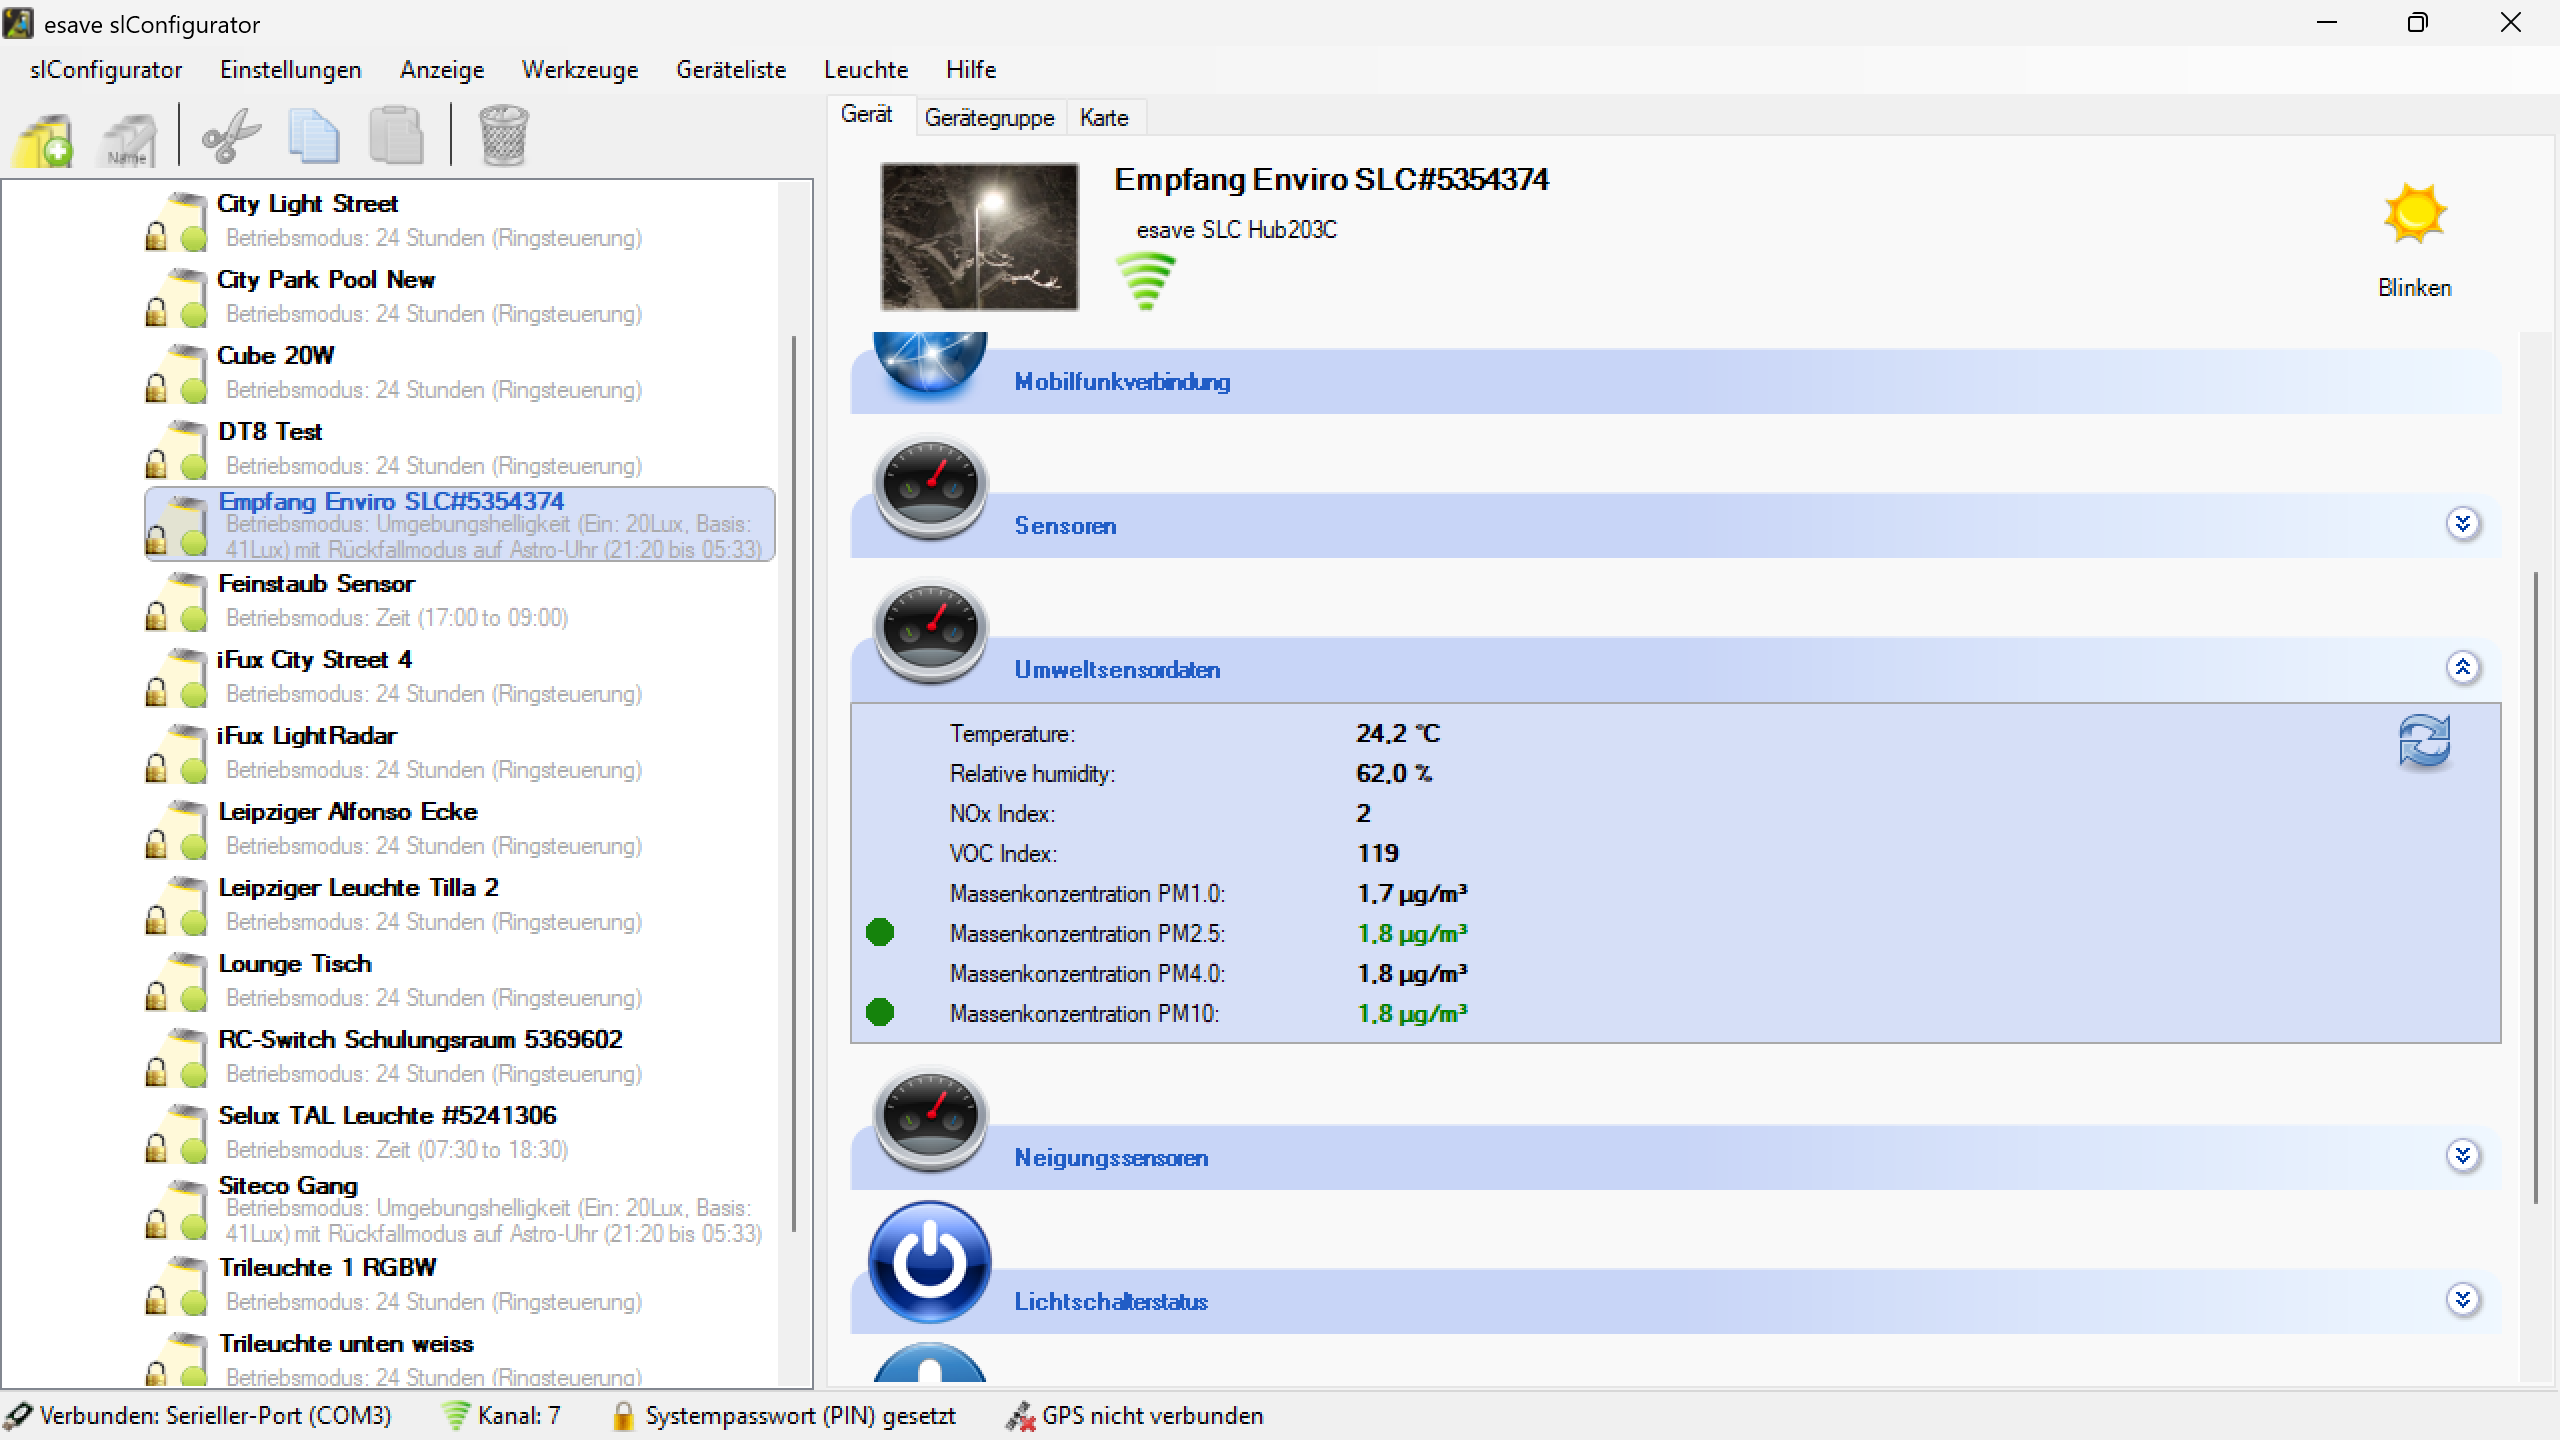 esave slConfigurator
slConfigurator Einstellungen Anzeige Werkzeuge Geräteliste Leuchte Hilfe
Name
City Light Street
Betriebsmodus: 24 Stunden (Ringsteuerung)
City Park Pool New
Betriebsmodus: 24 Stunden (Ringsteuerung)
Cube 20W
Betriebsmodus: 24 Stunden (Ringsteuerung)
DT8 Test
Betriebsmodus: 24 Stunden (Ringsteuerung)
Empfang Enviro SLC#5354374
Betriebsmodus: Umgebungshelligkeit (Ein: 20Lux, Basis:
41Lux) mit Rückfallmodus auf Astro-Uhr (21:20 bis 05:33)
Feinstaub Sensor
Betriebsmodus: Zeit (17:00 to 09:00)
iFux City Street 4
Betriebsmodus: 24 Stunden (Ringsteuerung)
iFux LightRadar
Betriebsmodus: 24 Stunden (Ringsteuerung)
Leipziger Alfonso Ecke
Betriebsmodus: 24 Stunden (Ringsteuerung)
Leipziger Leuchte Tilla 2
Betriebsmodus: 24 Stunden (Ringsteuerung)
Lounge Tisch
Betriebsmodus: 24 Stunden (Ringsteuerung)
RC-Switch Schulungsraum 5369602
Betriebsmodus: 24 Stunden (Ringsteuerung)
Selux TAL Leuchte #5241306
Betriebsmodus: Zeit (07:30 to 18:30)
Siteco Gang
Betriebsmodus: Umgebungshelligkeit (Ein: 20Lux, Basis:
41Lux) mit Rückfallmodus auf Astro-Uhr (21:20 bis 05:33)
Trileuchte 1 RGBW
Betriebsmodus: 24 Stunden (Ringsteuerung)
Trileuchte unten weiss
Betriebsmodus: 24 Stunden (Ringsteuerung)
Gerät Gerätegruppe Karte
Empfang Enviro SLC#5354374
esave SLC Hub203C
Blinken
Mobilfunkverbindung
Sensoren
Umweltsensordaten
Temperature: 24,2 °C
Relative humidity: 62,0 %
NOx Index: 2
VOC Index: 119
Massenkonzentration PM1.0: 1,7 µg/m³
Massenkonzentration PM2.5: 1,8 µg/m³
Massenkonzentration PM4.0: 1,8 µg/m³
Massenkonzentration PM10: 1,8 µg/m³
Neigungssensoren
Lichtschalterstatus
Verbunden: Serieller-Port (COM3) Kanal: 7 Systempasswort (PIN) gesetzt GPS nicht verbunden